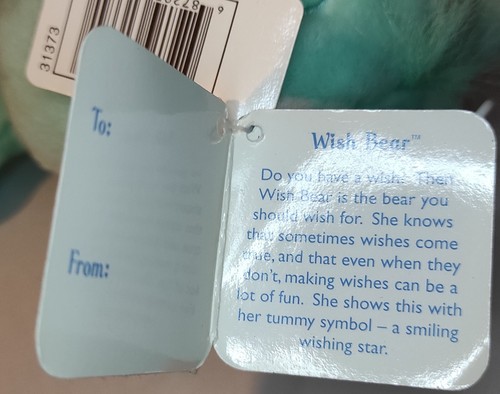 31373
To:
From:
Wish Bear™
Do you have a wish? Then
Wish Bear is the bear you
should wish for. She knows
that sometimes wishes come
true, and that even when they
don't, making wishes can be a
lot of fun. She shows this with
her tummy symbol – a smiling
wishing star.